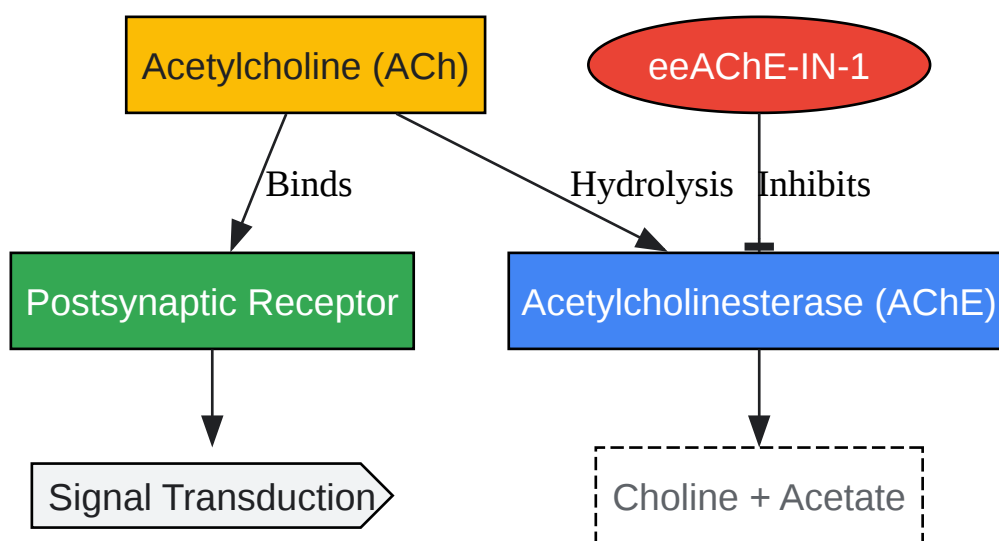 Acetylcholine (ACh)
eeAChE-IN-1
Binds
Hydrolysis
Inhibits
Postsynaptic Receptor
Acetylcholinesterase (AChE)
Signal Transduction
Choline + Acetate